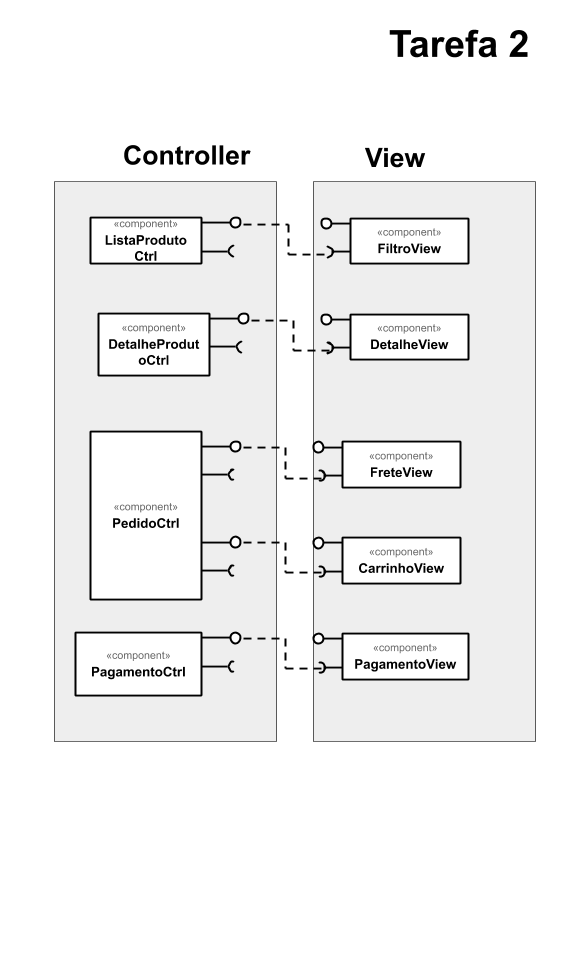 Tarefa 2
Controller
View
«component»
ListaProduto
Ctrl
«component»
FiltroView
«component»
DetalheProdut
oCtrl
«component»
DetalheView
«component»
PedidoCtrl
«component»
FreteView
«component»
CarrinhoView
«component»
PagamentoCtrl
«component»
PagamentoView